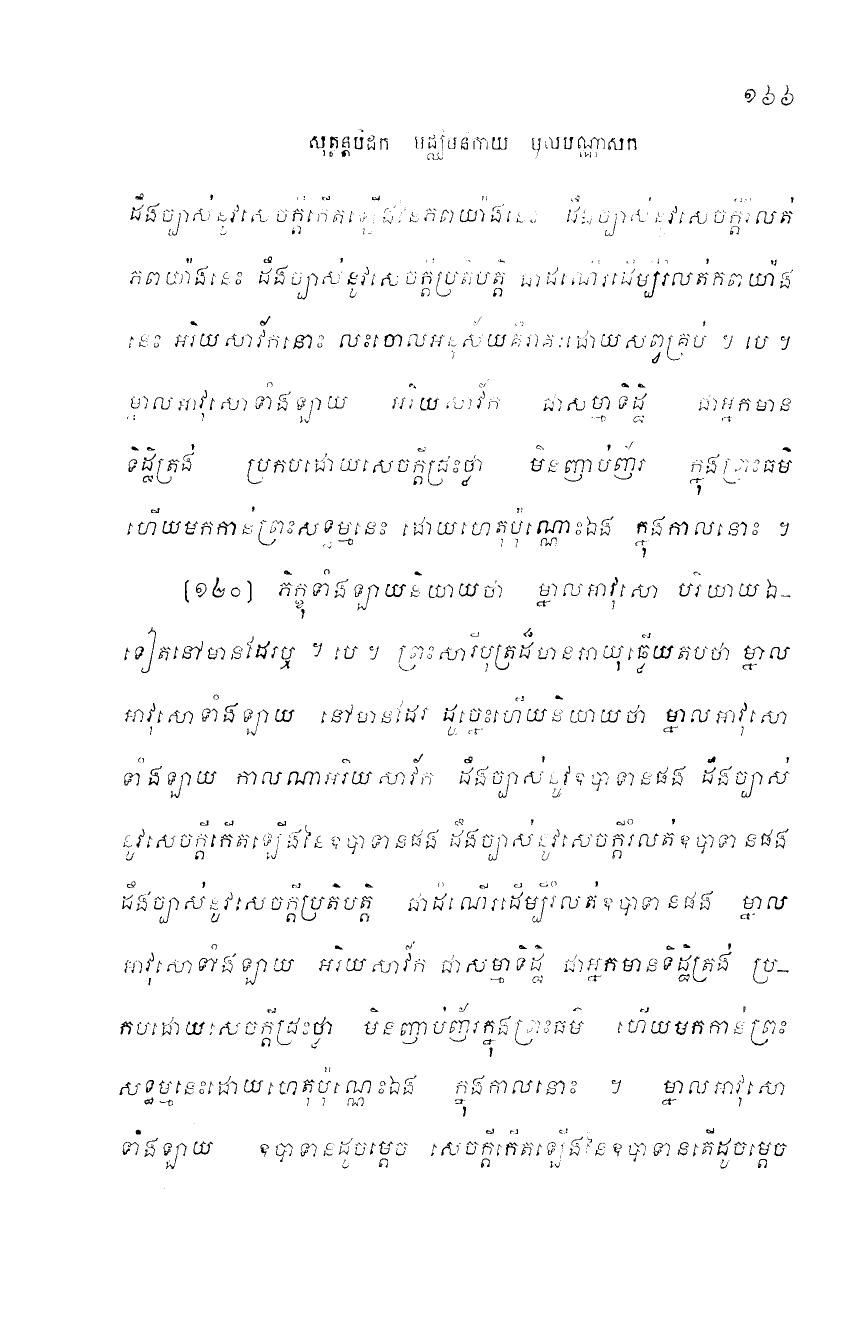 ១៦៦
សុត្តន្តបិដក មជ្ឈិមនិកាយ មូលបណ្ណាសក
ដឹងច្បាស់នូវសេចក្តីកើតឡើងនៃភពយ៉ាងនេះ ដឹងច្បាស់នូវសេចក្តីរលត់
ភពយ៉ាងនេះ ដឹងច្បាស់នូវសេចក្តីប្រតិបត្តិ ជាដំណើរដើម្បីរំលត់ភពយ៉ាង
នេះ អរិយសាវ័កនោះ លះចោលអនុស័យគឺរាគៈដោយសព្វគ្រប់ ។ បេ ។
ម្នាលអាវុសោទាំងឡាយ អរិយសាវ័ក ជាសម្មាទិដ្ឋិ ជាអ្នកមាន
ទិដ្ឋិត្រង់ ប្រកបដោយសេចក្តីជ្រះថ្លា មិនញាប់ញ័រ ក្នុងព្រះធម៌
ហើយមកកាន់ព្រះសទ្ធម្មនេះ ដោយហេតុប៉ុណ្ណោះឯង ក្នុងកាលនោះ ។
[១២០] ភិក្ខុទាំងឡាយនិយាយថា ម្នាលអាវុសោ បរិយាយឯ-
ទៀតនៅមានដែរឬ ។ បេ ។ ព្រះសារីបុត្រដ៏មានអាយុឆ្លើយតបថា ម្នាល
អាវុសោទាំងឡាយ នៅមានដែរ ដូច្នេះហើយនិយាយថា ម្នាលអាវុសោ
ទាំងឡាយ កាលណាអរិយសាវ័ក ដឹងច្បាស់នូវឧបាទានផង ដឹងច្បាស់
នូវសេចក្តីកើតឡើងនៃឧបាទានផង ដឹងច្បាស់នូវសេចក្តីរំលត់ឧបាទានផង
ដឹងច្បាស់នូវសេចក្តីប្រតិបត្តិ ជាដំណើរដើម្បីរំលត់ឧបាទានផង ម្នាល
អាវុសោទាំងឡាយ អរិយសាវ័ក ជាសម្មាទិដ្ឋិ ជាអ្នកមានទិដ្ឋិត្រង់ ប្រ-
កបដោយសេចក្តីជ្រះថ្លា មិនញាប់ញ័រក្នុងព្រះធម៌ ហើយមកកាន់ព្រះ
សទ្ធម្មនេះដោយហេតុប៉ុណ្ណេះឯង ក្នុងកាលនោះ ។ ម្នាលអាវុសោ
ទាំងឡាយ ឧបាទានដូចម្តេច សេចក្តីកើតឡើងនៃឧបាទានតើដូចម្តេច